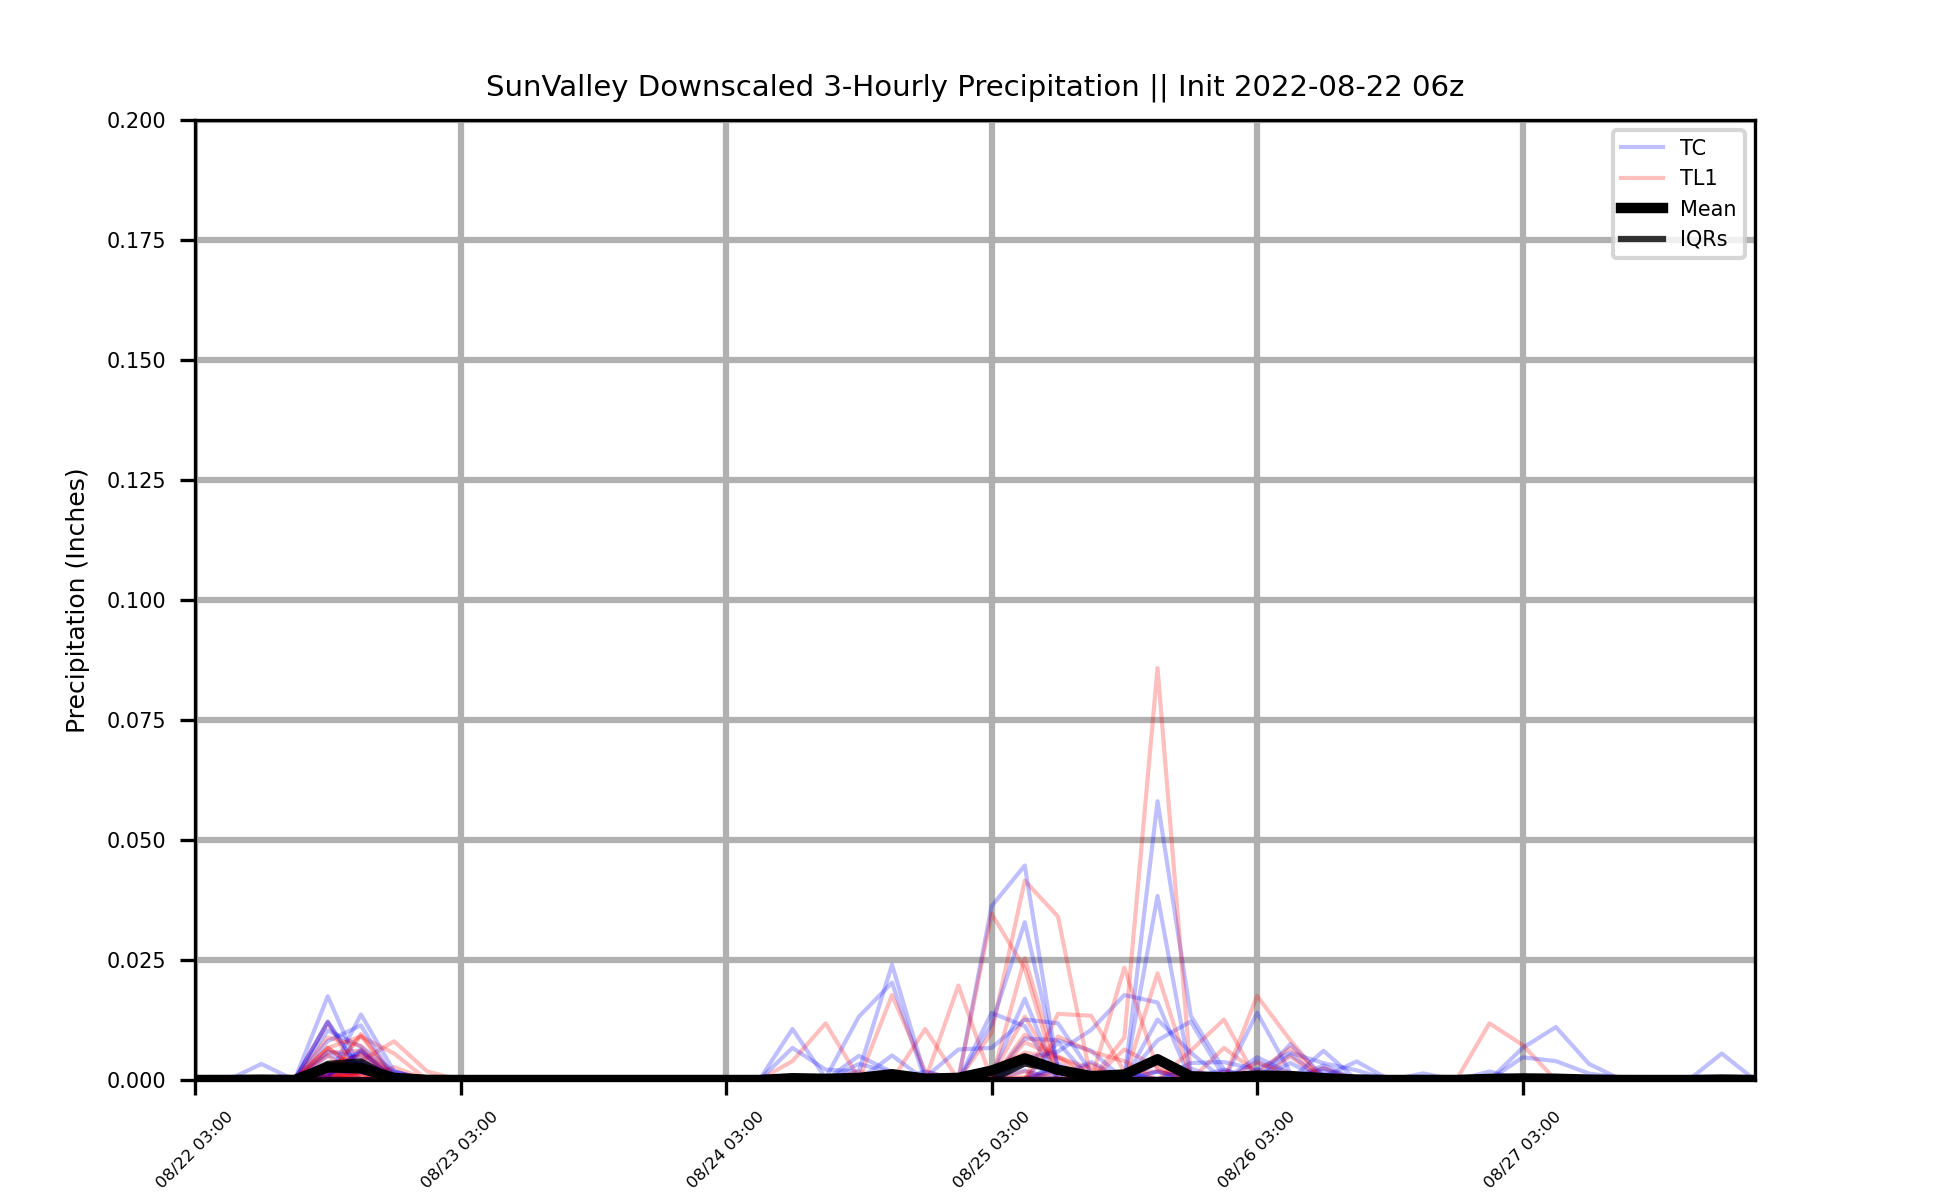 SunValley Downscaled 3-Hourly Precipitation || Init 2022-08-22 06z
TC
TL1
Mean
IQRs
Precipitation (Inches)
0.200
0.175
0.150
0.125
0.100
0.075
0.050
0.025
0.000
08/22 03:00
08/23 03:00
08/24 03:00
08/25 03:00
08/26 03:00
08/27 03:00